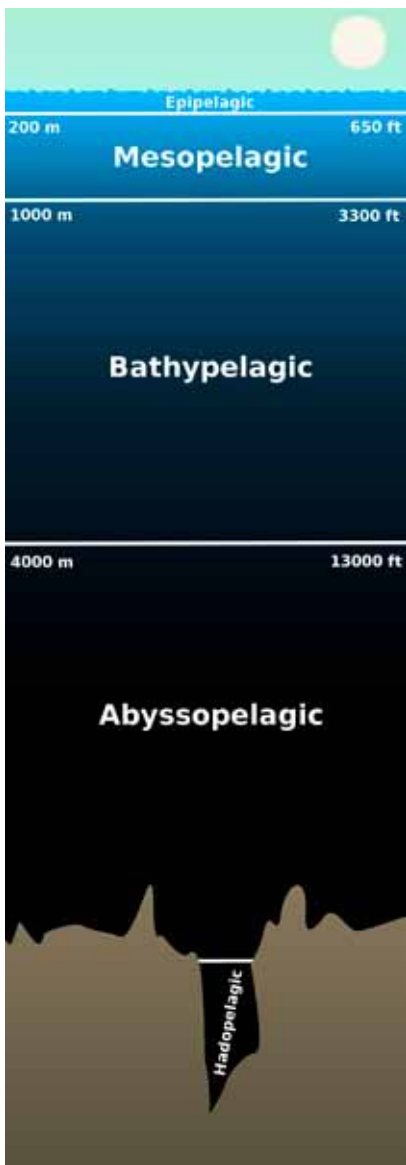 Epipelagic
200 m 650 ft
Mesopelagic
1000 m 3300 ft
Bathypelagic
4000 m 13000 ft
Abyssopelagic
Hadopelagic